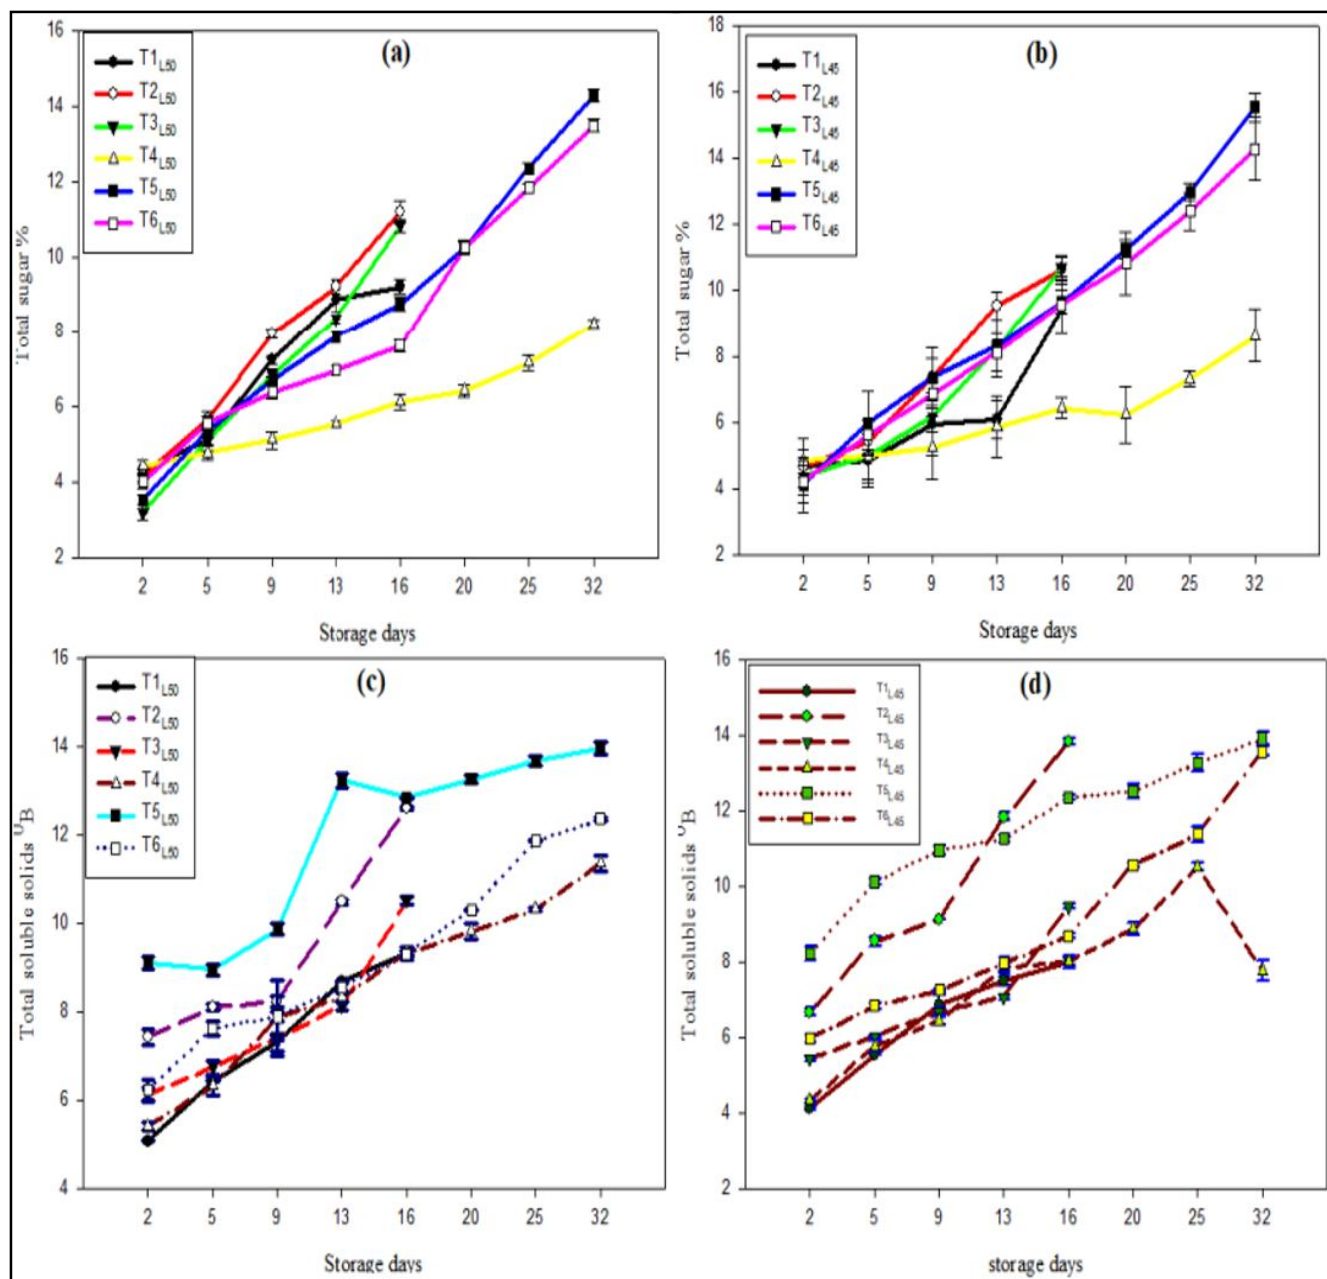 (a)
T1L50
T2L50
T3L50
T4L50
T5L50
T6L50
16
14
12
10
8
6
4
2
Total sugar %
2 5 9 13 16 20 25 32
Storage days
(b)
T1L45
T2L45
T3L45
T4L45
T5L45
T6L45
18
16
14
12
10
8
6
4
2
Total sugar %
2 5 9 13 16 20 25 32
Storage days
(c)
T1L50
T2L50
T3L50
T4L50
T5L50
T6L50
16
14
12
10
8
6
4
Total soluble solids ⁰B
2 5 9 13 16 20 25 32
Storage days
(d)
T1L45
T2L45
T3L45
T4L45
T5L45
T6L45
16
14
12
10
8
6
4
2
Total soluble solids ⁰B
2 5 9 13 16 20 25 32
storage days